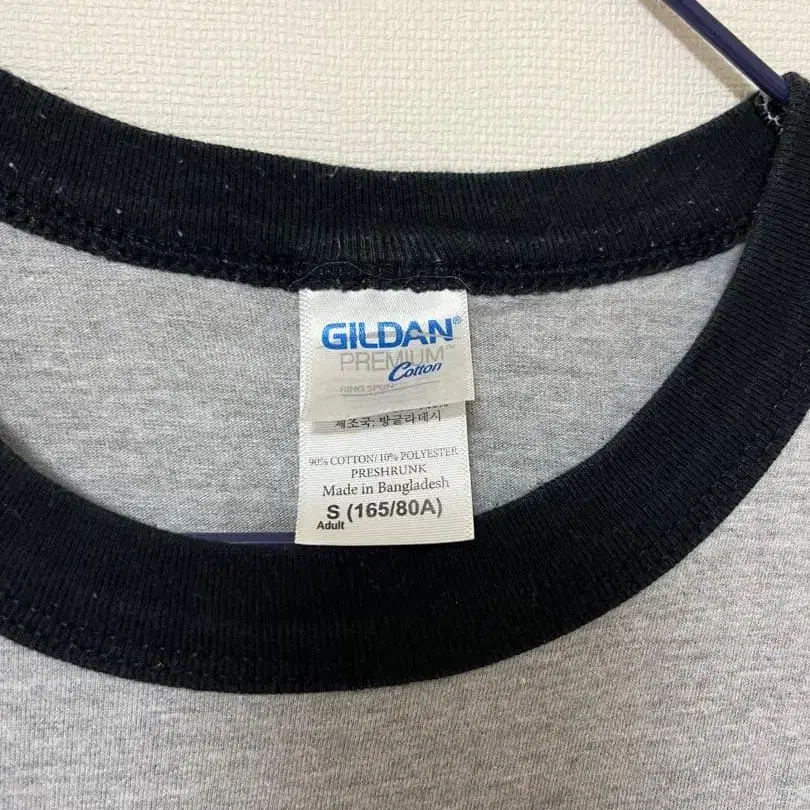 GILDAN®
PREMIUM™
Cotton
RING SPUN
제조국: 방글라데시
90% COTTON/10% POLYESTER
PRESHRUNK
Made in Bangladesh
S (165/80A)
Adult